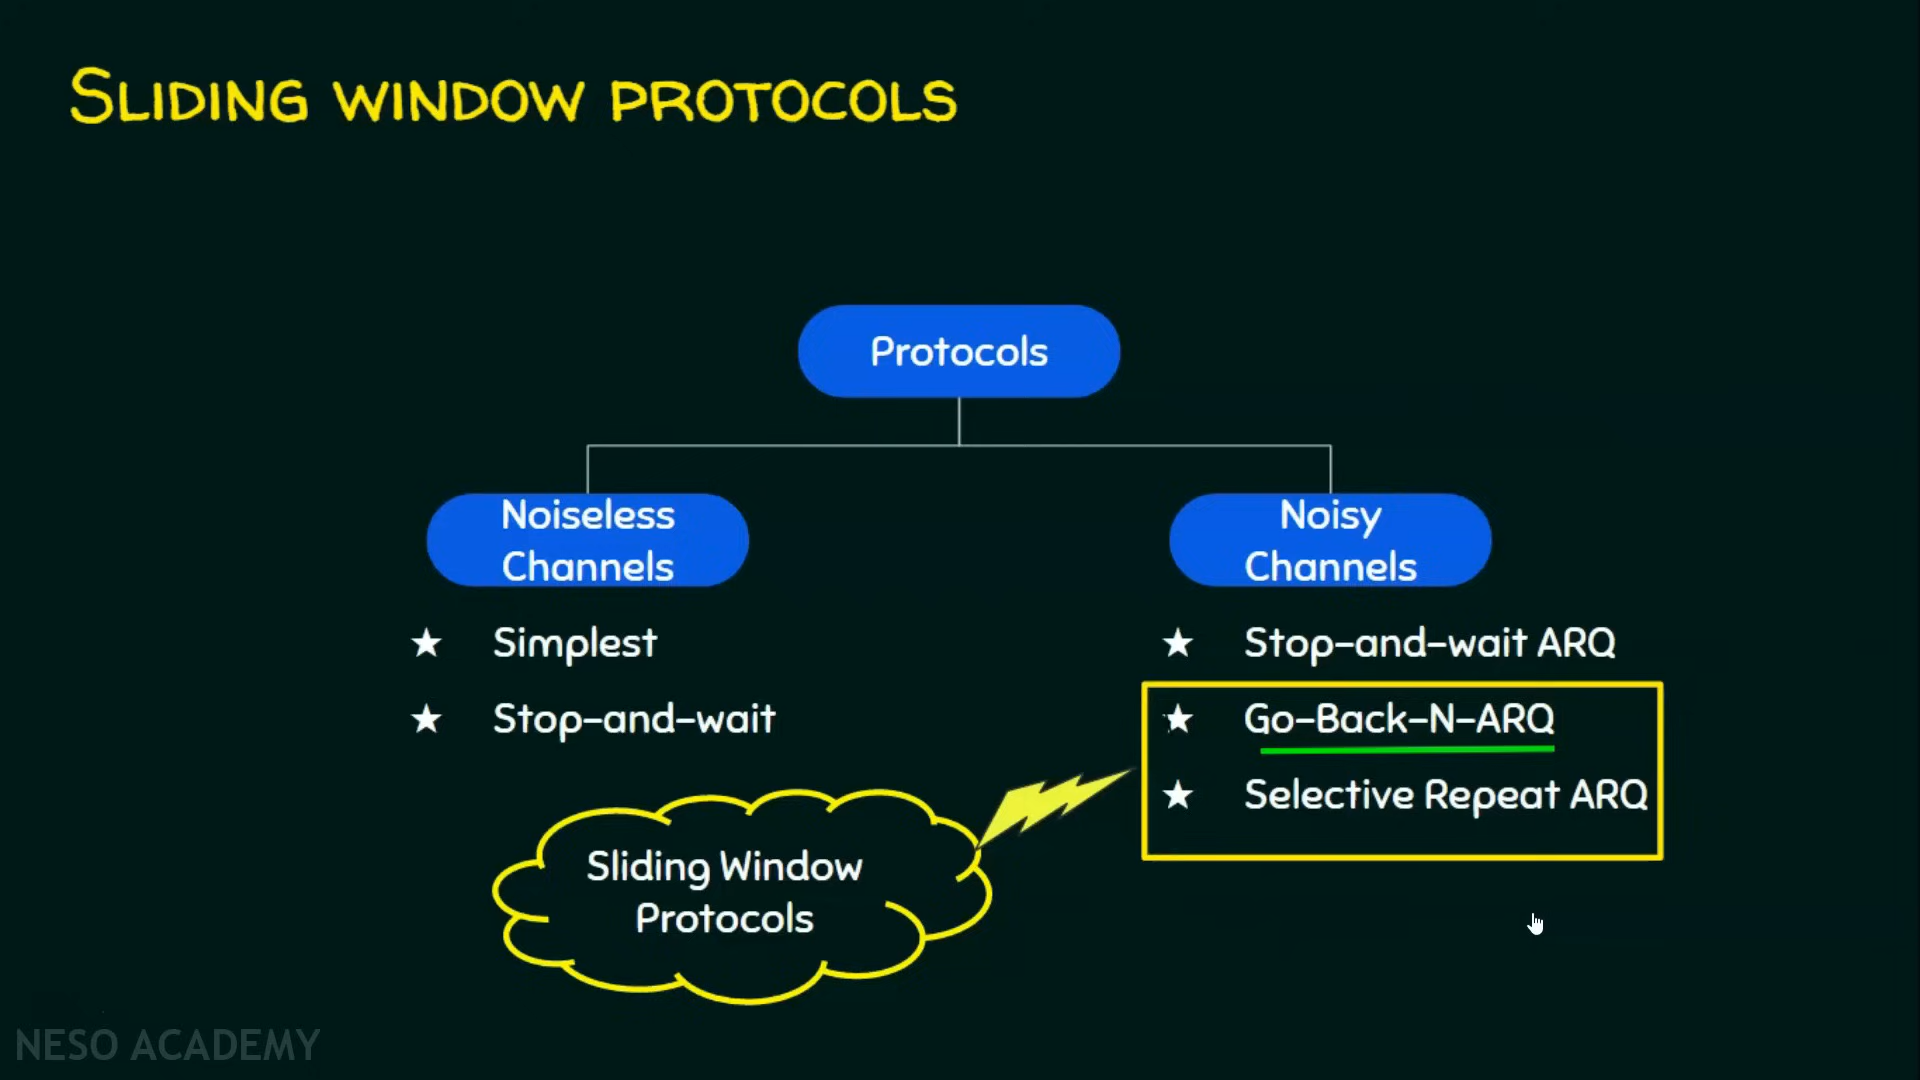 SLIDING WINDOW PROTOCOLS
Protocols
Noiseless
Channels
★ Simplest
★ Stop-and-wait
Noisy
Channels
★ Stop-and-wait ARQ
★ Go-Back-N-ARQ
★ Selective Repeat ARQ
Sliding Window
Protocols
NESO ACADEMY